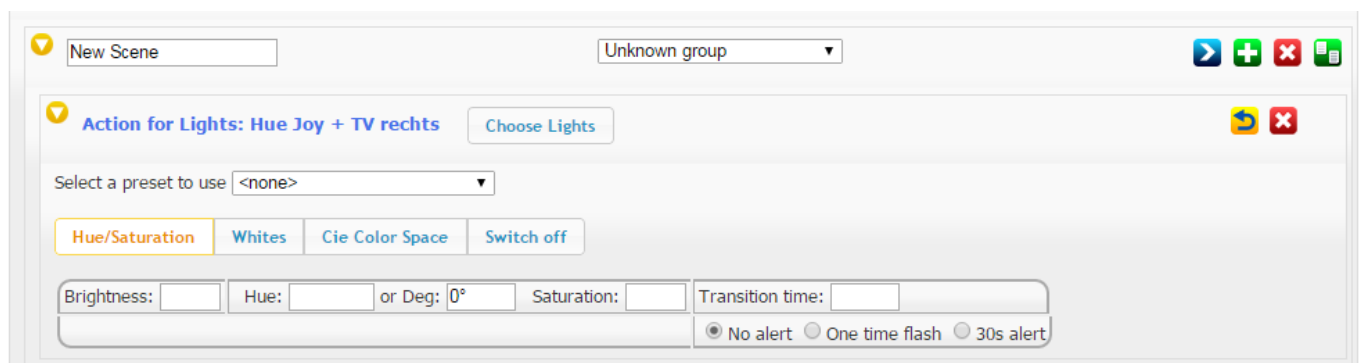 New Scene Unknown group
Action for Lights: Hue Joy + TV rechts Choose Lights
Select a preset to use <none>
Hue/Saturation Whites Cie Color Space Switch off
Brightness: Hue: or Deg: 0° Saturation: Transition time:
No alert One time flash 30s alert